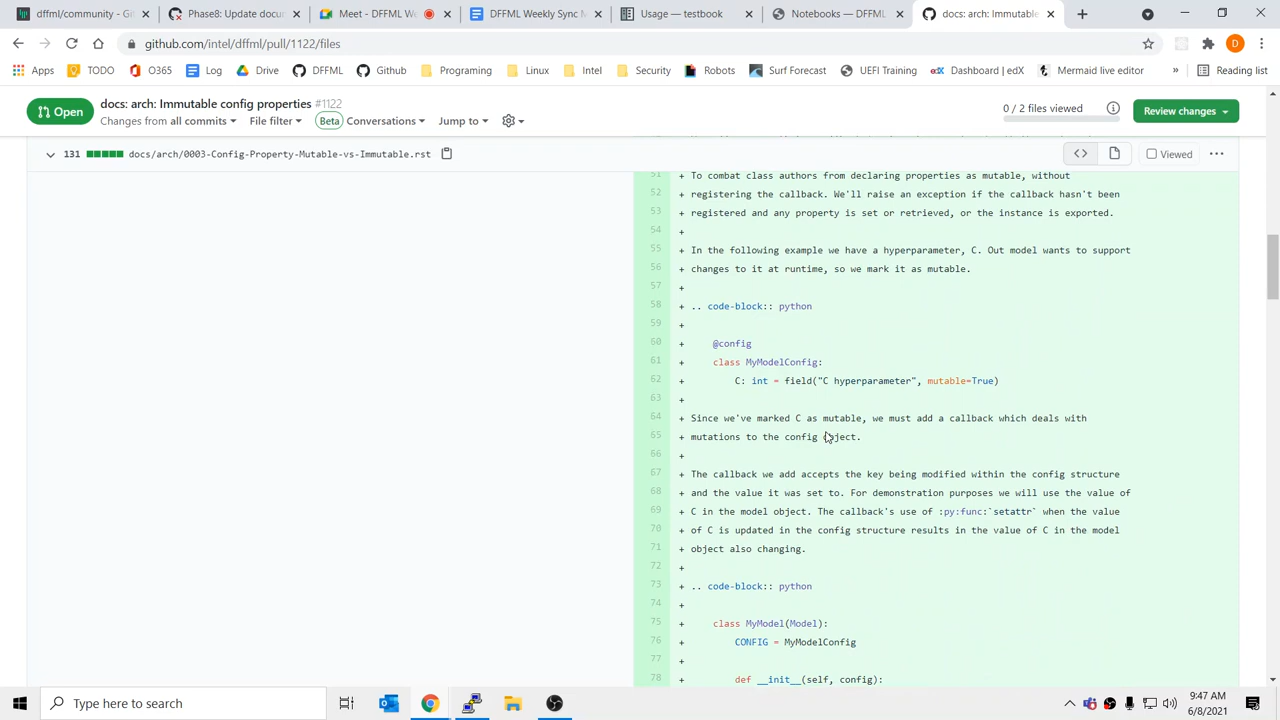 dffml/community - Git
Phase8: Update docum
Meet - DFFML We
DFFML Weekly Sync M
Usage — testcases
Notebooks — DFFML
docs: arch: Immutable
github.com/intel/dffml/pull/1122/files
Apps
TODO
O365
Log
Drive
DFFML
Github
Programing
Linux
Intel
Security
Robots
Surf Forecast
UEFI Training
Dashboard | edX
Mermaid live editor
»
Reading list
Open
docs: arch: Immutable config properties #1122
Changes from all commits
File filter
Beta
Conversations
Jump to
0 / 2 files viewed
Review changes
131 docs/arch/0003-Config-Property-Mutable-vs-Immutable.rst
<>
Viewed
51 + To combat class authors from declaring properties as mutable, without
52 + registering the callback. We'll raise an exception if the callback hasn't been
53 + registered and any property is set or retrieved, or the instance is exported.
54 +
55 + In the following example we have a hyperparameter, C. Out model wants to support
56 + changes to it at runtime, so we mark it as mutable.
57 +
58 + .. code-block:: python
59 +
60 + @config
61 + class MyModelConfig:
62 + C: int = field("C hyperparameter", mutable=True)
63 +
64 + Since we've marked C as mutable, we must add a callback which deals with
65 + mutations to the config object.
66 +
67 + The callback we add accepts the key being modified within the config structure
68 + and the value it was set to. For demonstration purposes we will use the value of
69 + C in the model object. The callback's use of :py:func:`setattr` when the value
70 + of C is updated in the config structure results in the value of C in the model
71 + object also changing.
72 +
73 + .. code-block:: python
74 +
75 + class MyModel(Model):
76 + CONFIG = MyModelConfig
77 +
78 + def __init__(self, config):
Type here to search
9:47 AM
6/8/2021